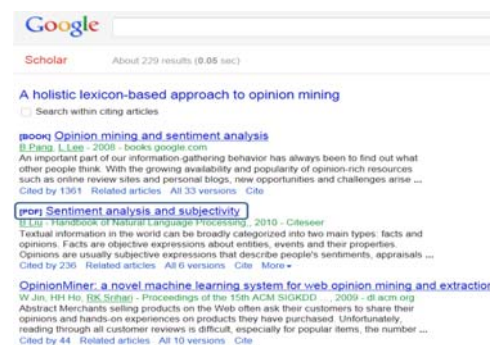 Google
Scholar About 229 results (0.05 sec)
A holistic lexicon-based approach to opinion mining
Search within citing articles
[BOOK] Opinion mining and sentiment analysis
B Pang, L Lee - 2008 - books.google.com
An important part of our information-gathering behavior has always been to find out what
other people think. With the growing availability and popularity of opinion-rich resources
such as online review sites and personal blogs, new opportunities and challenges arise ...
Cited by 1361 Related articles All 33 versions Cite
[PDF] Sentiment analysis and subjectivity
B Liu - Handbook of Natural Language Processing,, 2010 - Citeseer
Textual information in the world can be broadly categorized into two main types: facts and
opinions. Facts are objective expressions about entities, events and their properties.
Opinions are usually subjective expressions that describe people's sentiments, appraisals ...
Cited by 236 Related articles All 6 versions Cite More
OpinionMiner: a novel machine learning system for web opinion mining and extraction
W Jin, HH Ho, RK Srihari - Proceedings of the 15th ACM SIGKDD ..., 2009 - dl.acm.org
Abstract Merchants selling products on the Web often ask their customers to share their
opinions and hands-on experiences on products they have purchased. Unfortunately,
reading through all customer reviews is difficult, especially for popular items, the number ...
Cited by 44 Related articles All 10 versions Cite